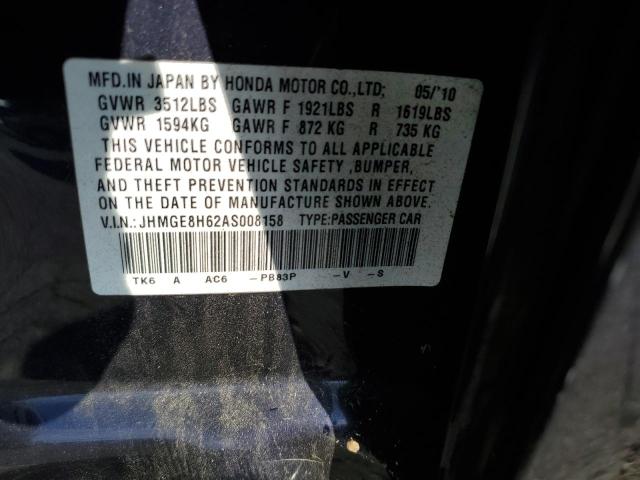 MFD.IN JAPAN BY HONDA MOTOR CO.,LTD; 05/'10
GVWR 3512LBS GAWR F 1921LBS R 1619LBS
GVWR 1594KG GAWR F 872 KG R 735 KG
THIS VEHICLE CONFORMS TO ALL APPLICABLE
FEDERAL MOTOR VEHICLE SAFETY ,BUMPER,
AND THEFT PREVENTION STANDARDS IN EFFECT
ON THE DATE OF MANUFACTURE SHOWN ABOVE.
V.I.N.:JHMGE8H62AS008158 TYPE:PASSENGER CAR
TK6 A AC6 -PB83P -V -S